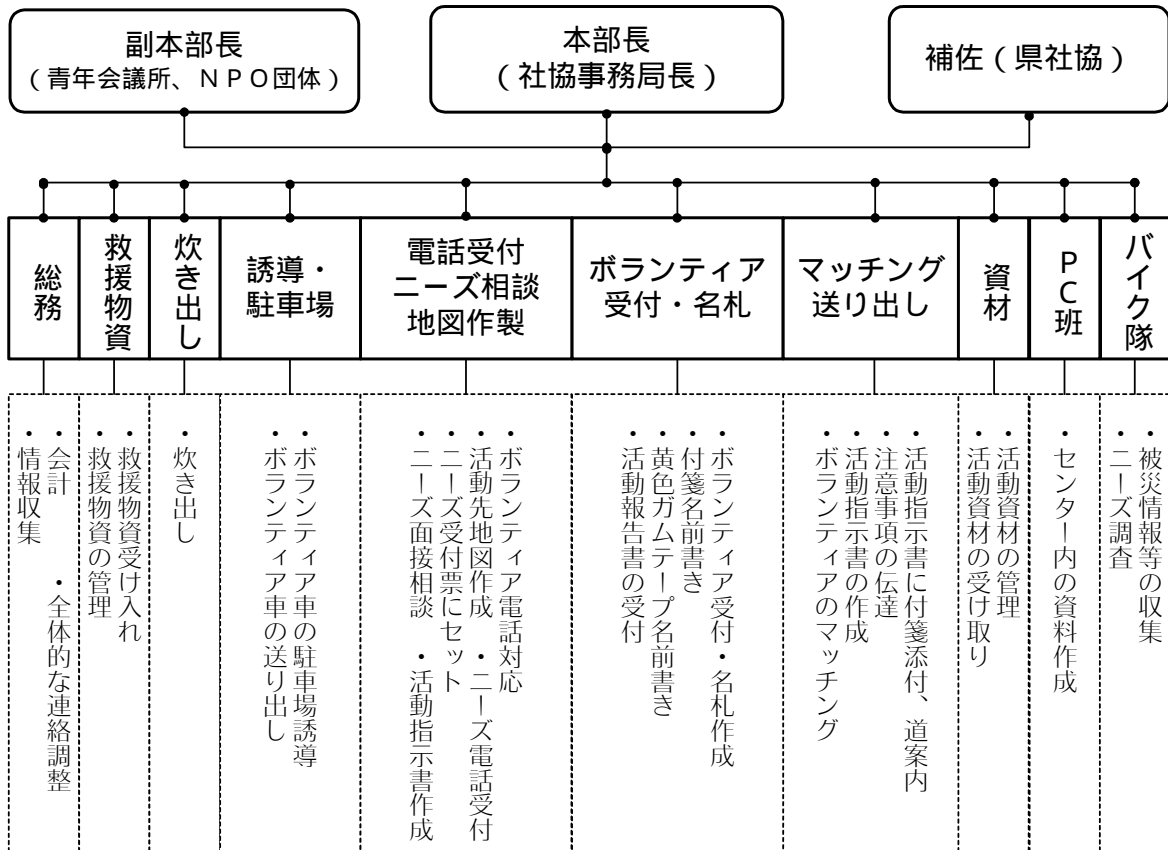 副本部長
（青年会議所、ＮＰＯ団体）
本部長
（社協事務局長）
補佐（県社協）
総務
救援物資
炊き出し
誘導・
駐車場
電話受付
ニーズ相談
地図作製
ボランティア
受付・名札
マッチング
送り出し
資材
ＰＣ班
バイク隊
・会計　・全体的な連絡調整
・情報収集
・救援物資受け入れ
・救援物資の管理
・炊き出し
・ボランティア車の駐車場誘導
・ボランティア車の送り出し
・ボランティア電話対応
・活動先地図作成　・ニーズ電話受付
・ニーズ受付票にセット
・ニーズ面接相談　・活動指示書作成
・ボランティア受付・名札作成
・付箋名前書き
・黄色ガムテープ名前書き
・活動報告書の受付
・活動指示書に付箋添付、道案内
・注意事項の伝達
・活動指示書の作成
・ボランティアのマッチング
・活動資材の管理
・活動資材の受け取り
・センター内の資料作成
・被災情報等の収集
・ニーズ調査